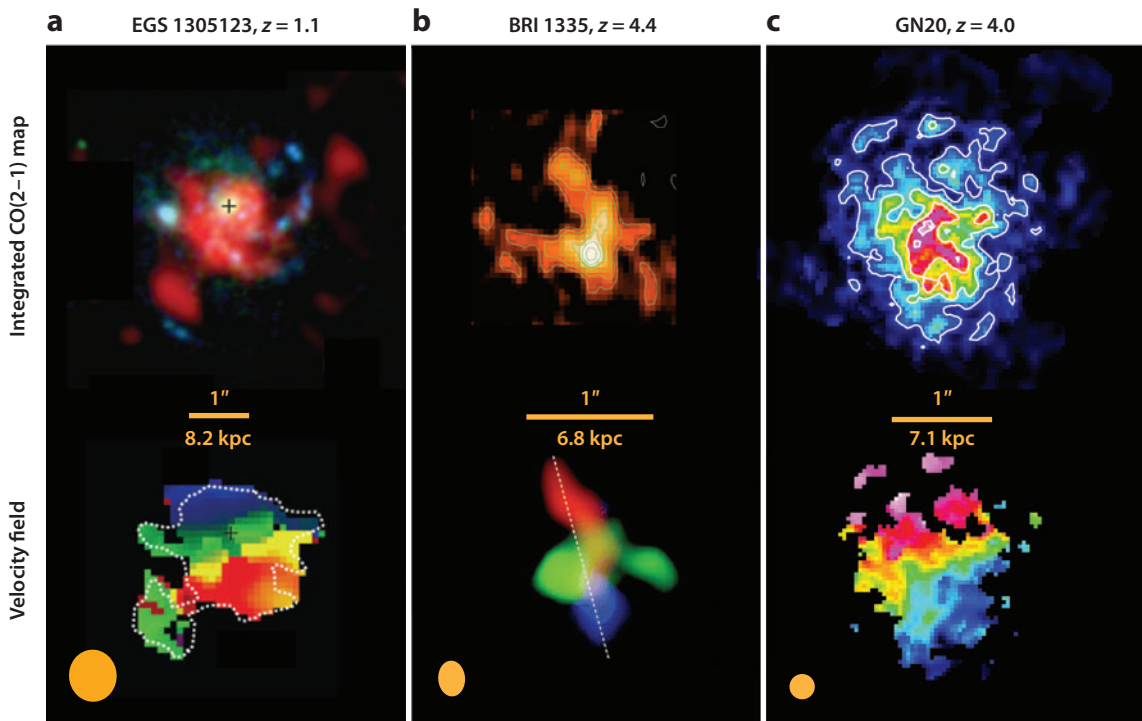 a EGS 1305123, z = 1.1
b BRI 1335, z = 4.4
c GN20, z = 4.0
Integrated CO(2–1) map
1″
8.2 kpc
1″
6.8 kpc
1″
7.1 kpc
Velocity field